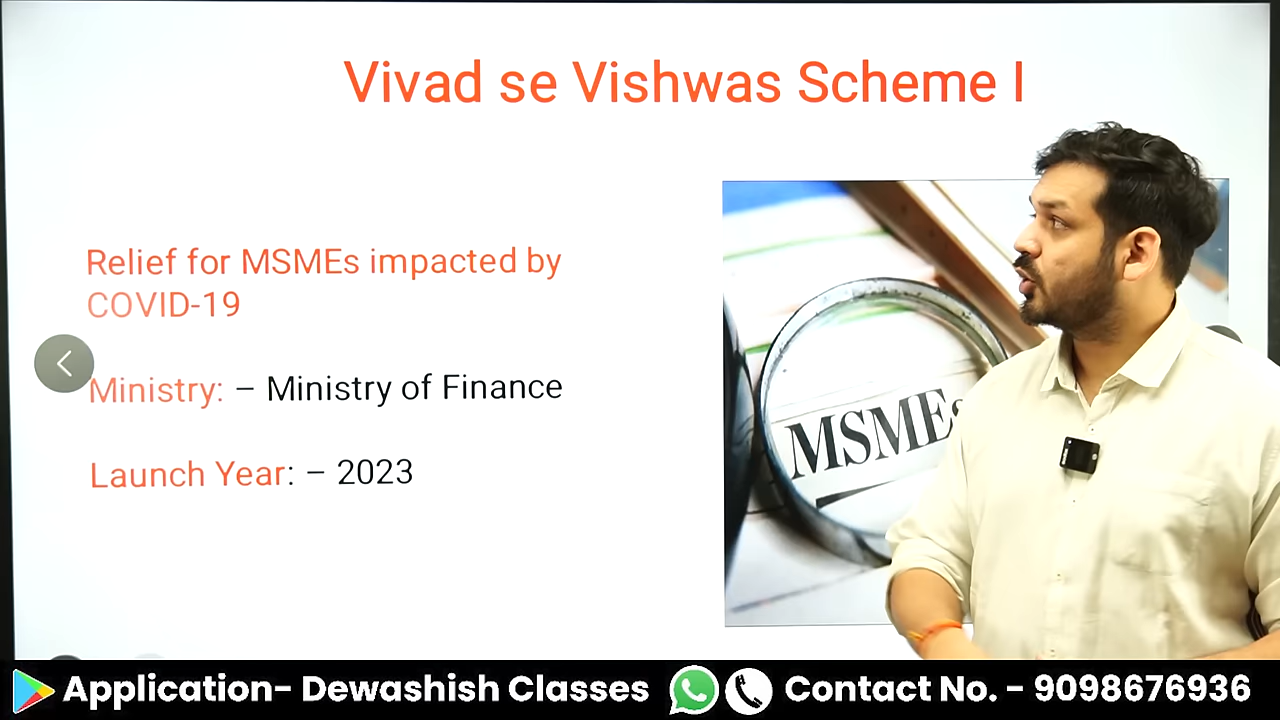 Vivad se Vishwas Scheme I
Relief for MSMEs impacted by
COVID-19
Ministry: – Ministry of Finance
Launch Year: – 2023
MSMEs
Application- Dewashish Classes
Contact No. - 9098676936